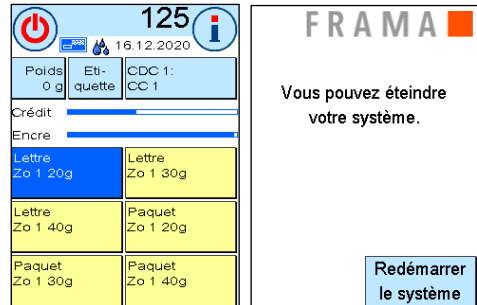 125
16.12.2020
Poids
0 g
Eti-
quette
CDC 1:
CC 1
Crédit
Encre
Lettre
Zo 1 20g
Lettre
Zo 1 30g
Lettre
Zo 1 40g
Paquet
Zo 1 20g
Paquet
Zo 1 30g
Paquet
Zo 1 40g
FRAMA
Vous pouvez éteindre
votre système.
Redémarrer
le système